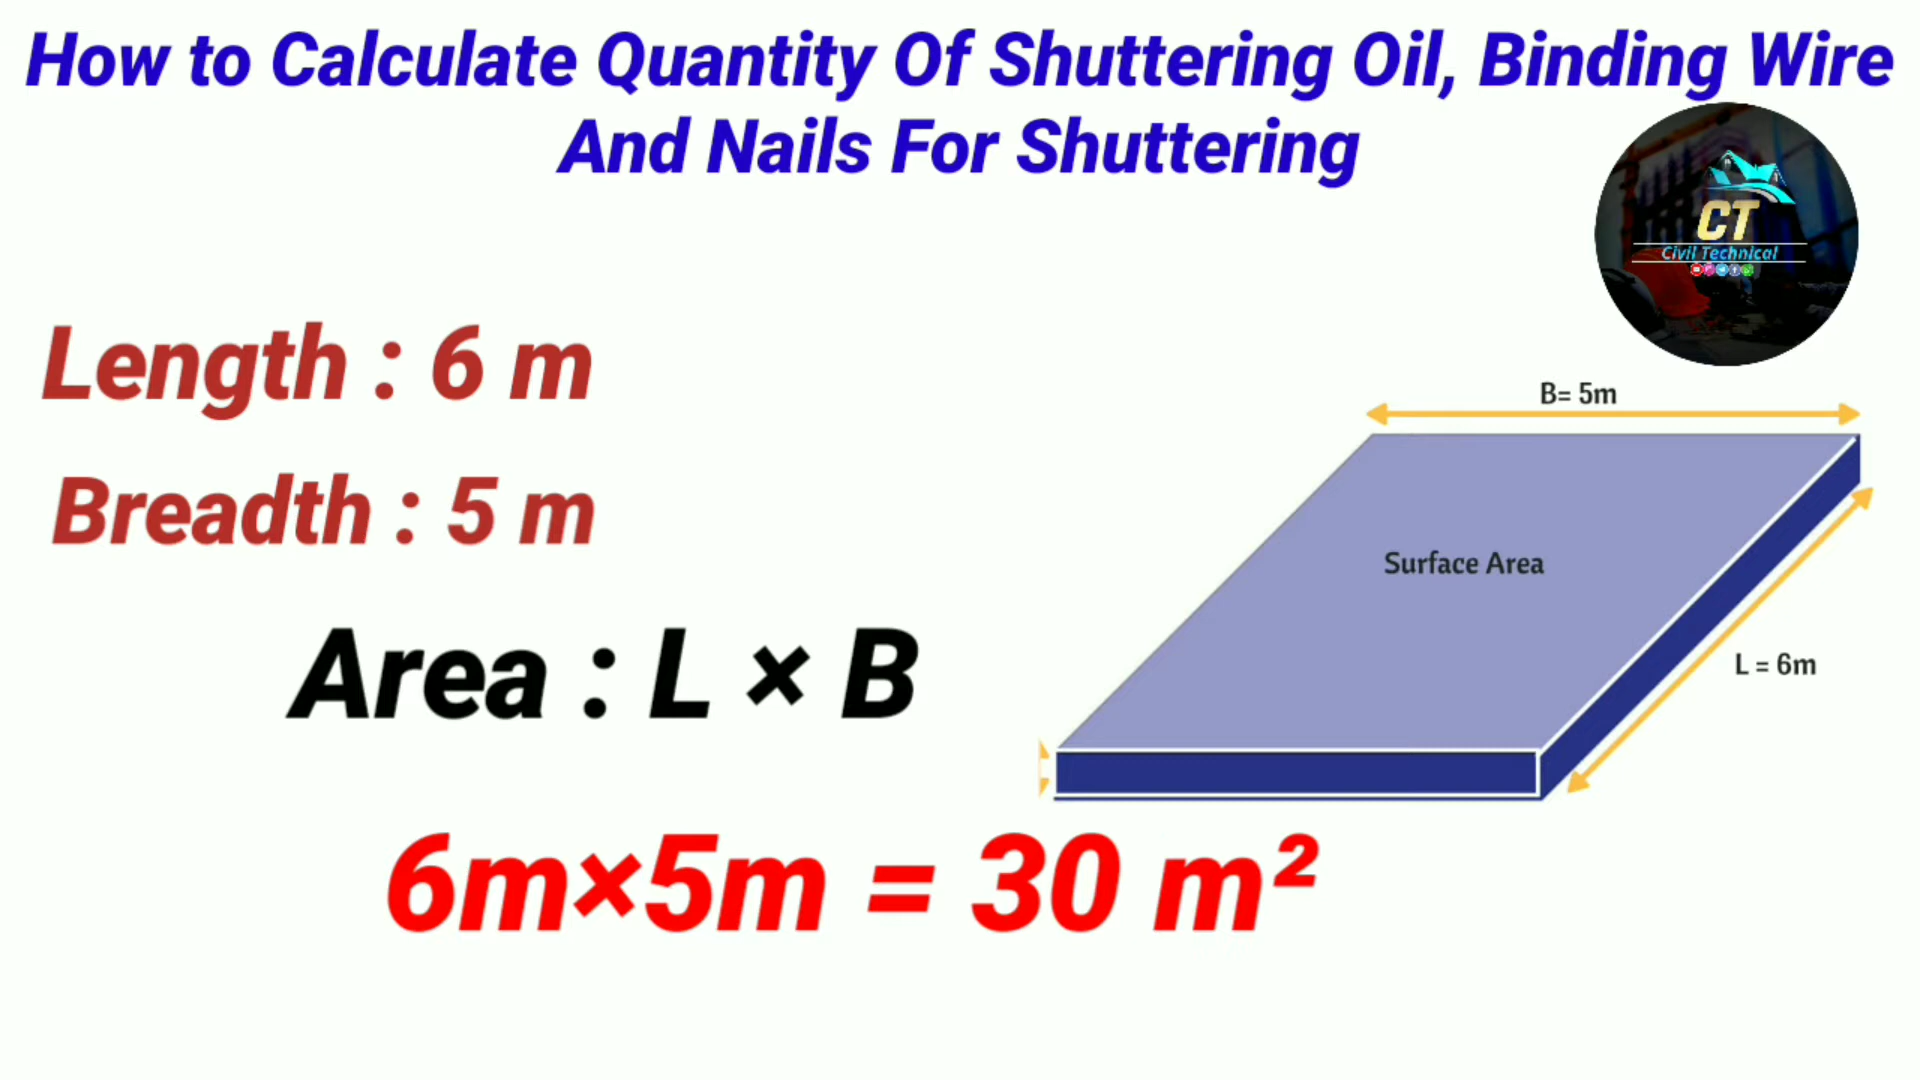 How to Calculate Quantity Of Shuttering Oil, Binding Wire
And Nails For Shuttering
CT
Civil Technical
Length : 6 m
B= 5m
Breadth : 5 m
Surface Area
Area : L × B
L = 6m
6m×5m = 30 m²